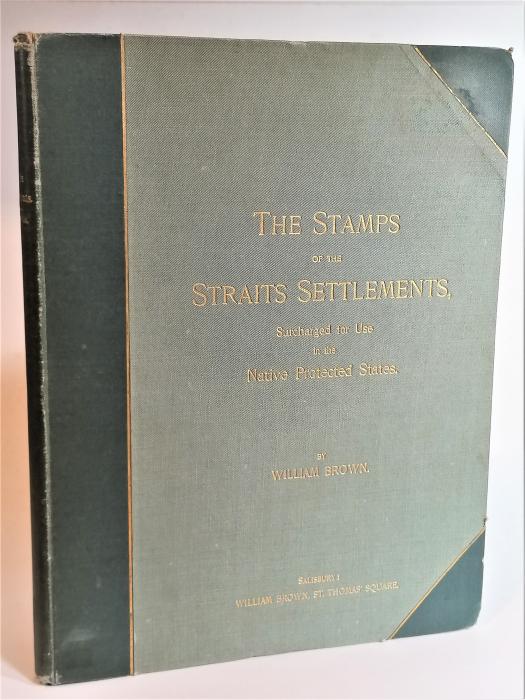 THE STAMPS
OF THE
STRAITS SETTLEMENTS,
Surcharged for Use
in the
Native Protected States.
BY
WILLIAM BROWN.
SALISBURY:
WILLIAM BROWN, ST. THOMAS' SQUARE.